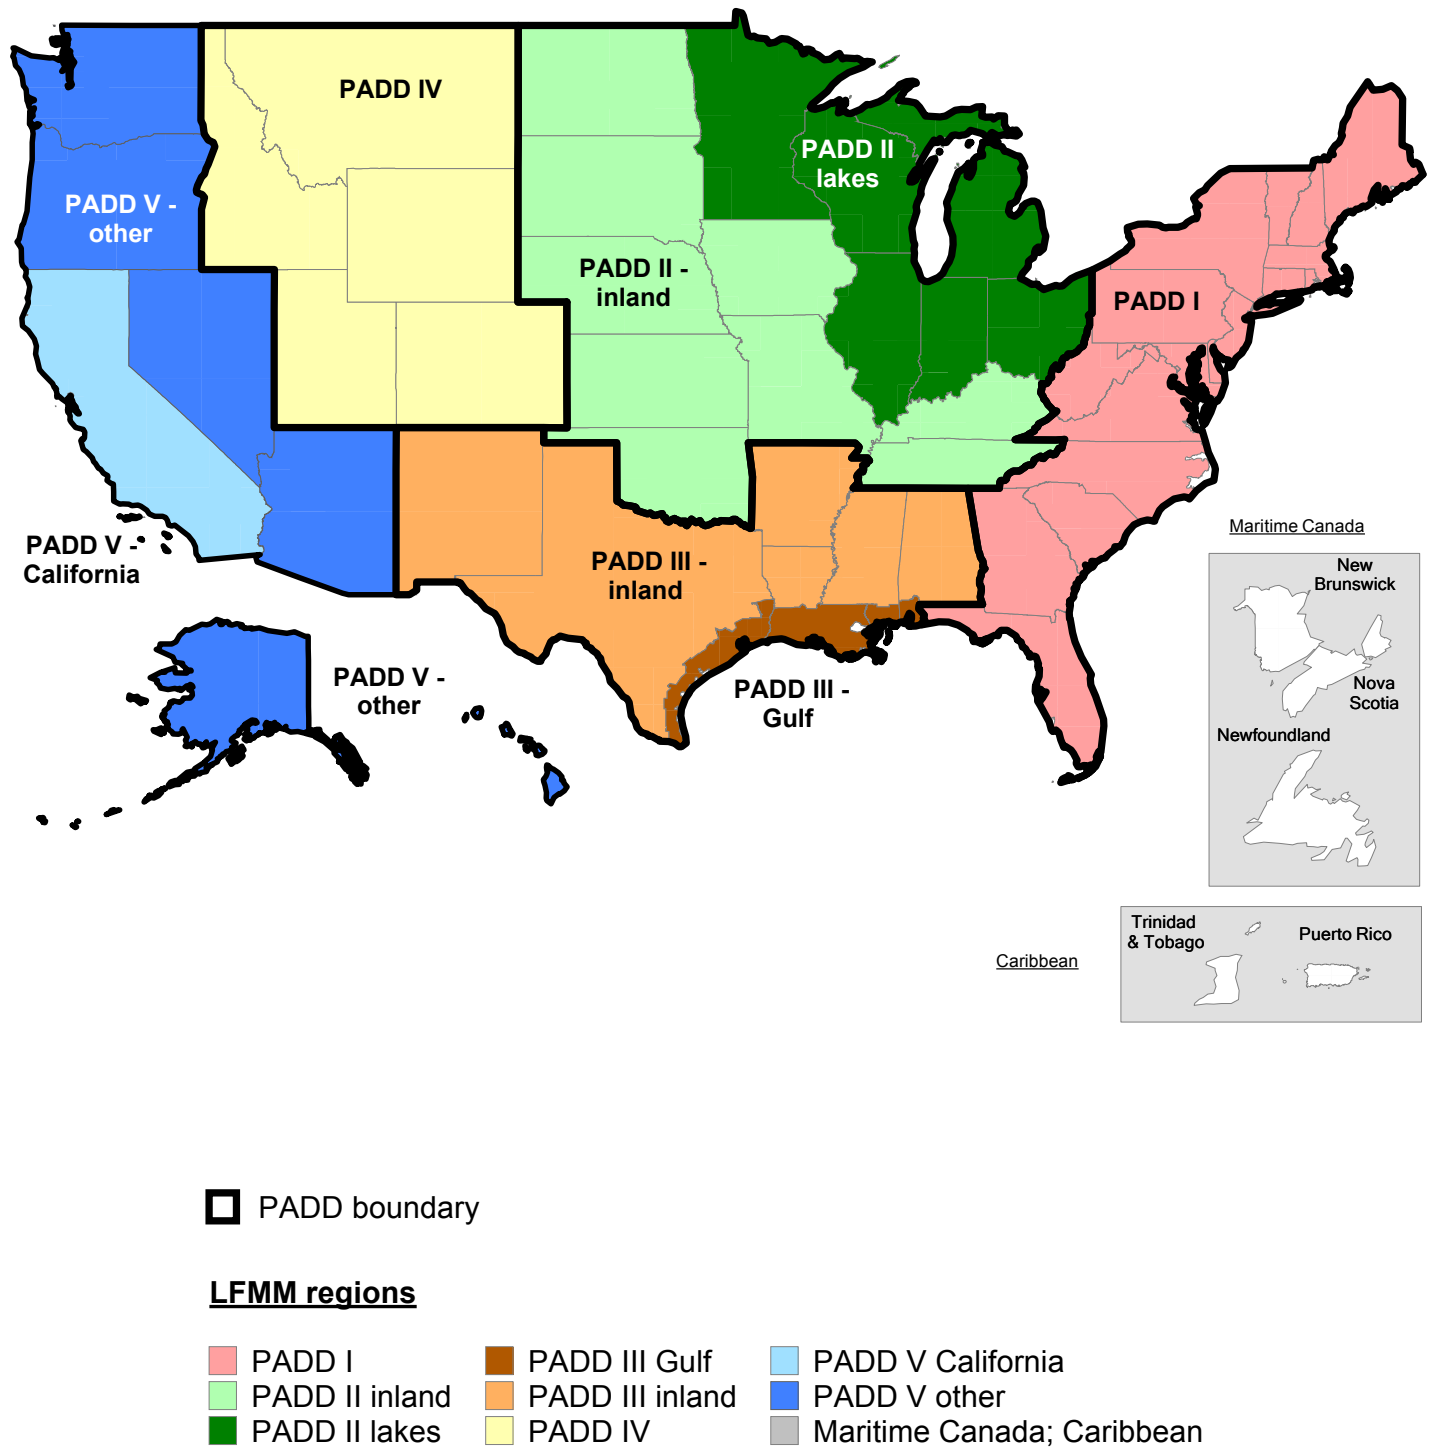 PADD IV
PADD II
lakes
PADD V -
other
PADD II -
inland
PADD I
PADD V -
California
PADD III -
inland
Maritime Canada
New
Brunswick
Nova
Scotia
Newfoundland
PADD V -
other
PADD III -
Gulf
Trinidad
& Tobago
Puerto Rico
Caribbean
PADD boundary
LFMM regions
PADD I
PADD II inland
PADD II lakes
PADD III Gulf
PADD III inland
PADD IV
PADD V California
PADD V other
Maritime Canada; Caribbean